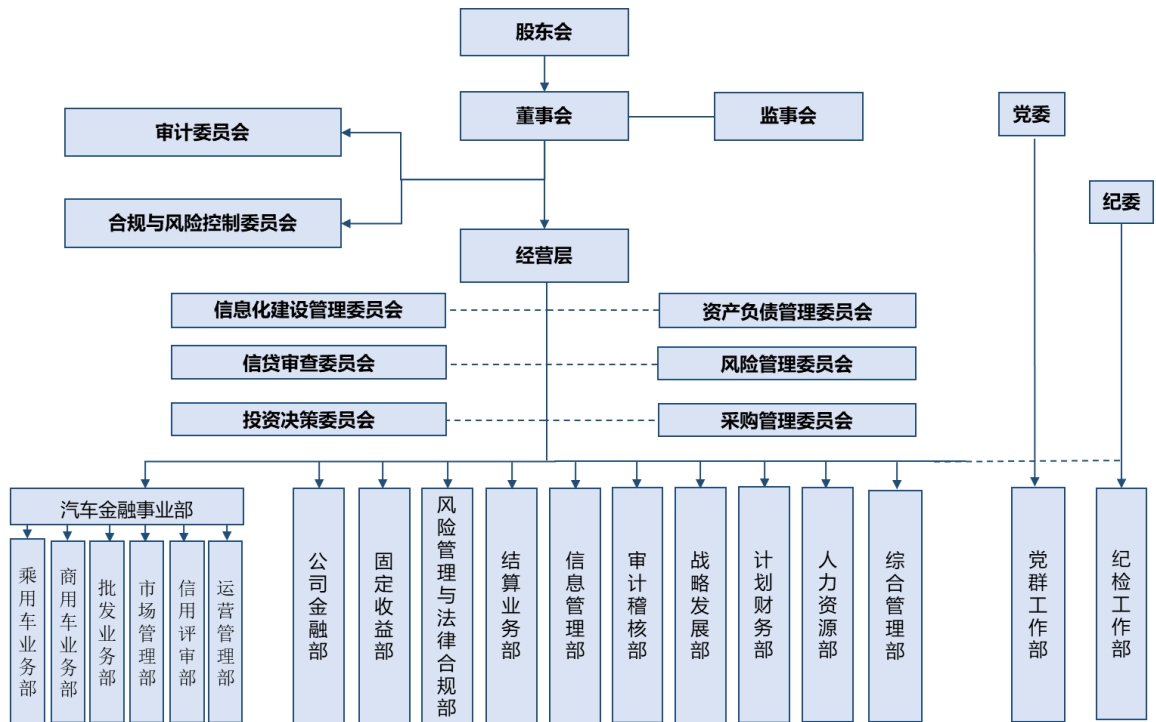 股东会
董事会
监事会
党委
审计委员会
纪委
合规与风险控制委员会
经营层
信息化建设管理委员会
资产负债管理委员会
信贷审查委员会
风险管理委员会
投资决策委员会
采购管理委员会
汽车金融事业部
乘用车业务部
商用车业务部
批发业务部
市场管理部
信用评审部
运营管理部
公司金融部
固定收益部
风险管理与法律合规部
结算业务部
信息管理部
审计稽核部
战略发展部
计划财务部
人力资源部
综合管理部
党群工作部
纪检工作部